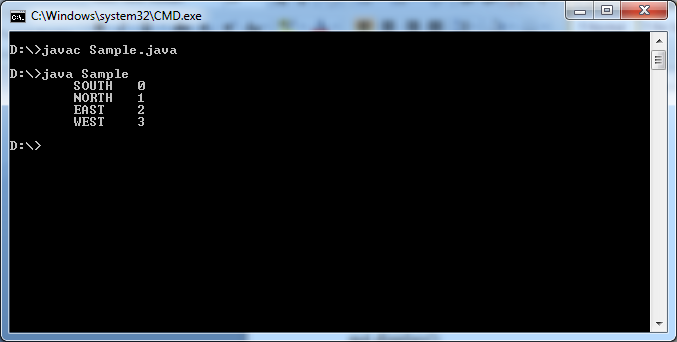 C:\Windows\system32\CMD.exe
D:\>javac Sample.java
D:\>java Sample
SOUTH 0
NORTH 1
EAST 2
WEST 3
D:\>